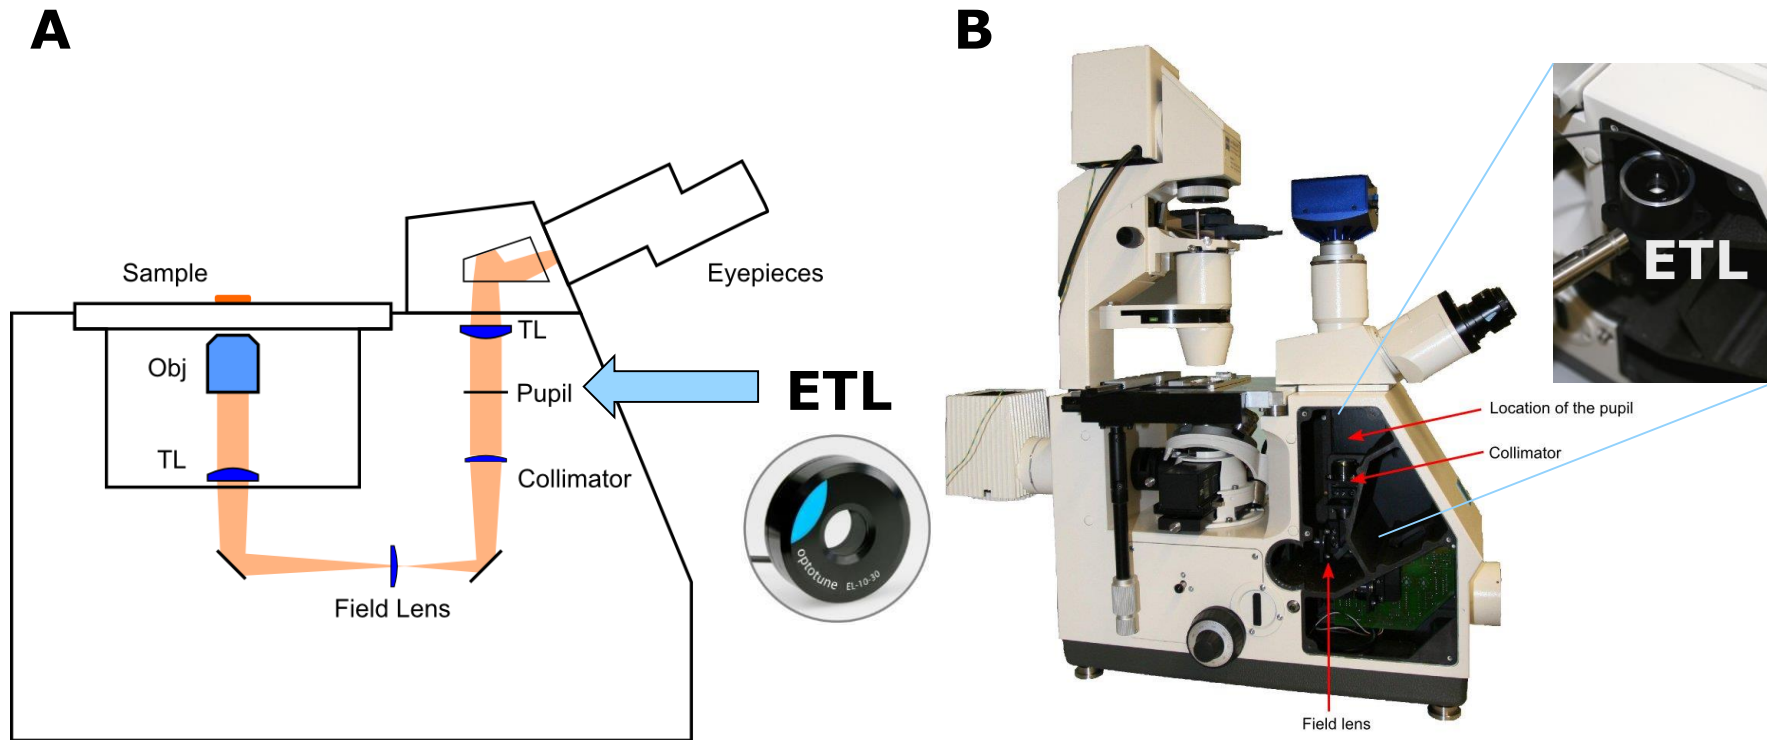 A
Sample
Obj
TL
Field Lens
TL
Pupil
Collimator
Eyepieces
ETL
optotune EL-10-30
B
ETL
Location of the pupil
Collimator
Field lens